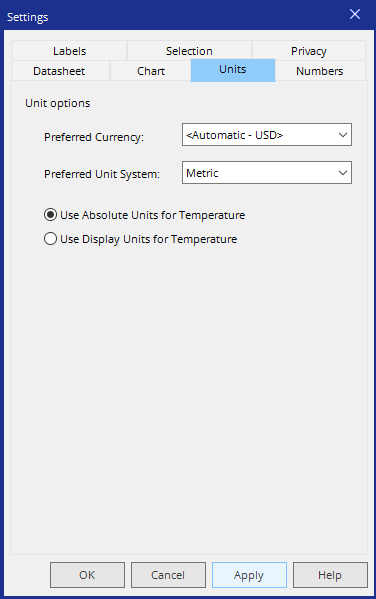 Settings
Labels Selection Privacy
Datasheet Chart Units Numbers
Unit options
Preferred Currency: <Automatic - USD>
Preferred Unit System: Metric
Use Absolute Units for Temperature
Use Display Units for Temperature
OK Cancel Apply Help